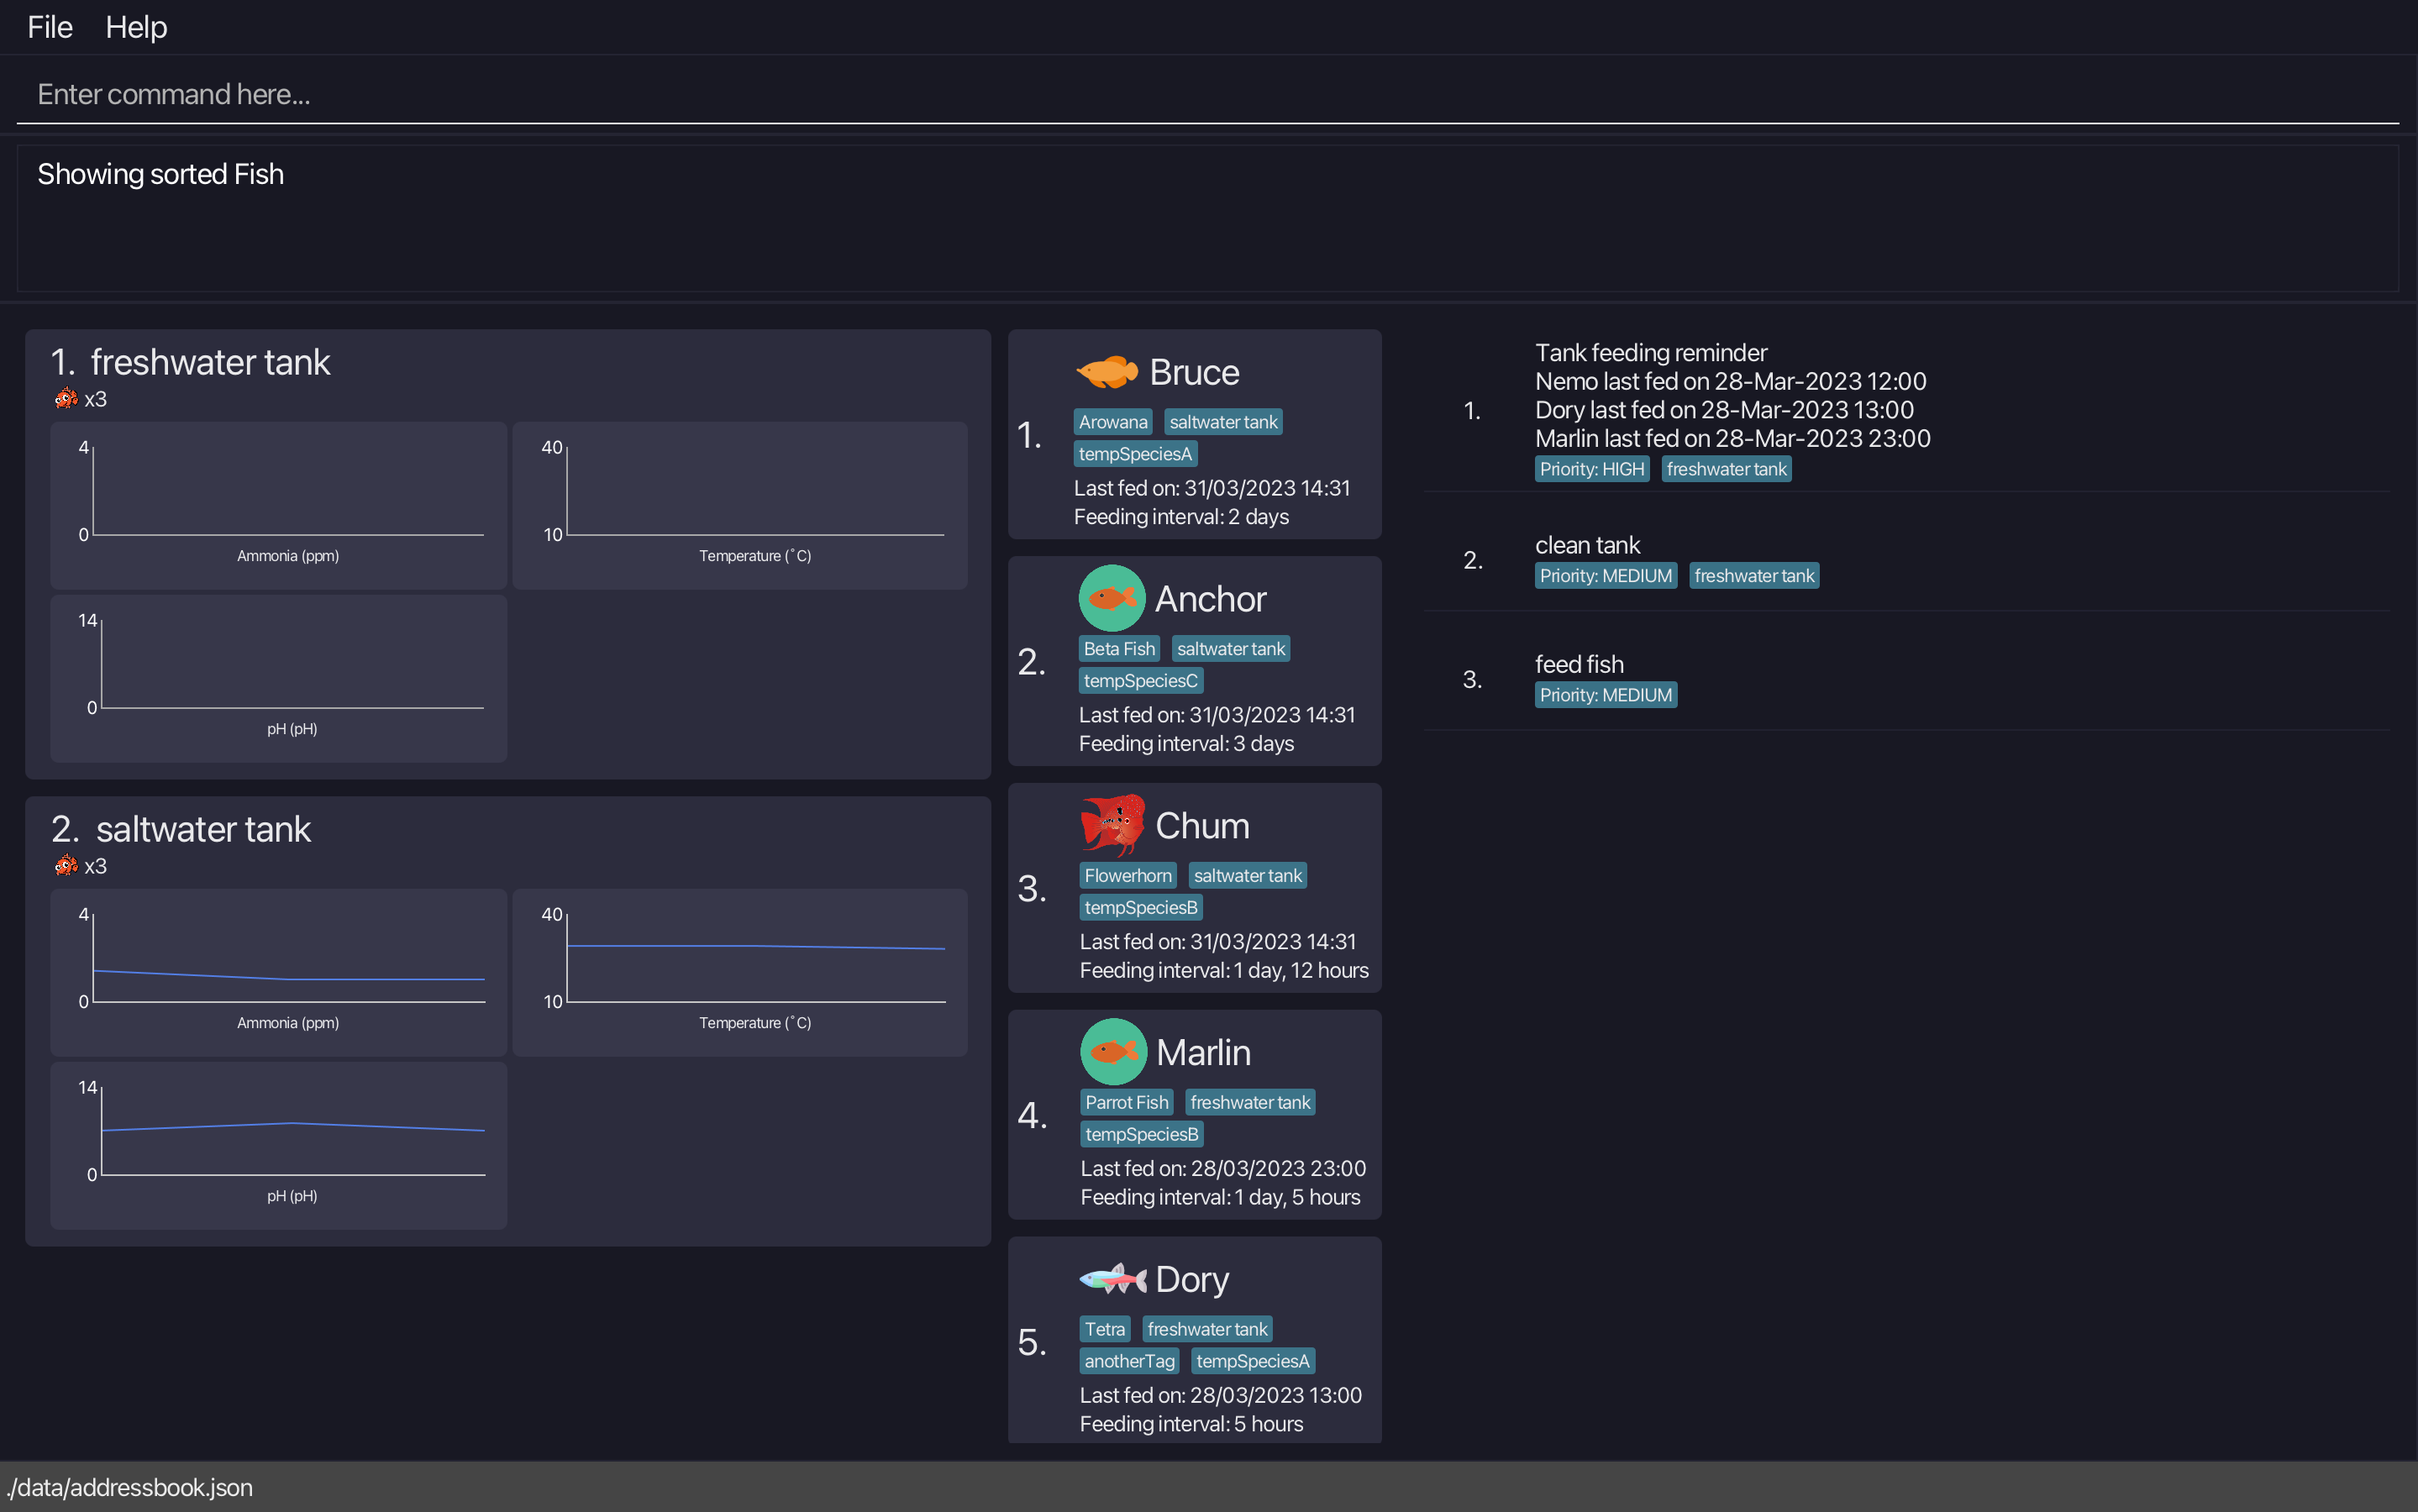 File Help
Enter command here...
Showing sorted Fish
1. freshwater tank
x3
4
0
Ammonia (ppm)
40
10
Temperature (˚C)
14
0
pH (pH)
2. saltwater tank
x3
4
0
Ammonia (ppm)
40
10
Temperature (˚C)
14
0
pH (pH)
1.
Bruce
Arowana saltwater tank
tempSpeciesA
Last fed on: 31/03/2023 14:31
Feeding interval: 2 days
2.
Anchor
Beta Fish saltwater tank
tempSpeciesC
Last fed on: 31/03/2023 14:31
Feeding interval: 3 days
3.
Chum
Flowerhorn saltwater tank
tempSpeciesB
Last fed on: 31/03/2023 14:31
Feeding interval: 1 day, 12 hours
4.
Marlin
Parrot Fish freshwater tank
tempSpeciesB
Last fed on: 28/03/2023 23:00
Feeding interval: 1 day, 5 hours
5.
Dory
Tetra freshwater tank
anotherTag tempSpeciesA
Last fed on: 28/03/2023 13:00
Feeding interval: 5 hours
1.
Tank feeding reminder
Nemo last fed on 28-Mar-2023 12:00
Dory last fed on 28-Mar-2023 13:00
Marlin last fed on 28-Mar-2023 23:00
Priority: HIGH freshwater tank
2.
clean tank
Priority: MEDIUM freshwater tank
3.
feed fish
Priority: MEDIUM
./data/addressbook.json